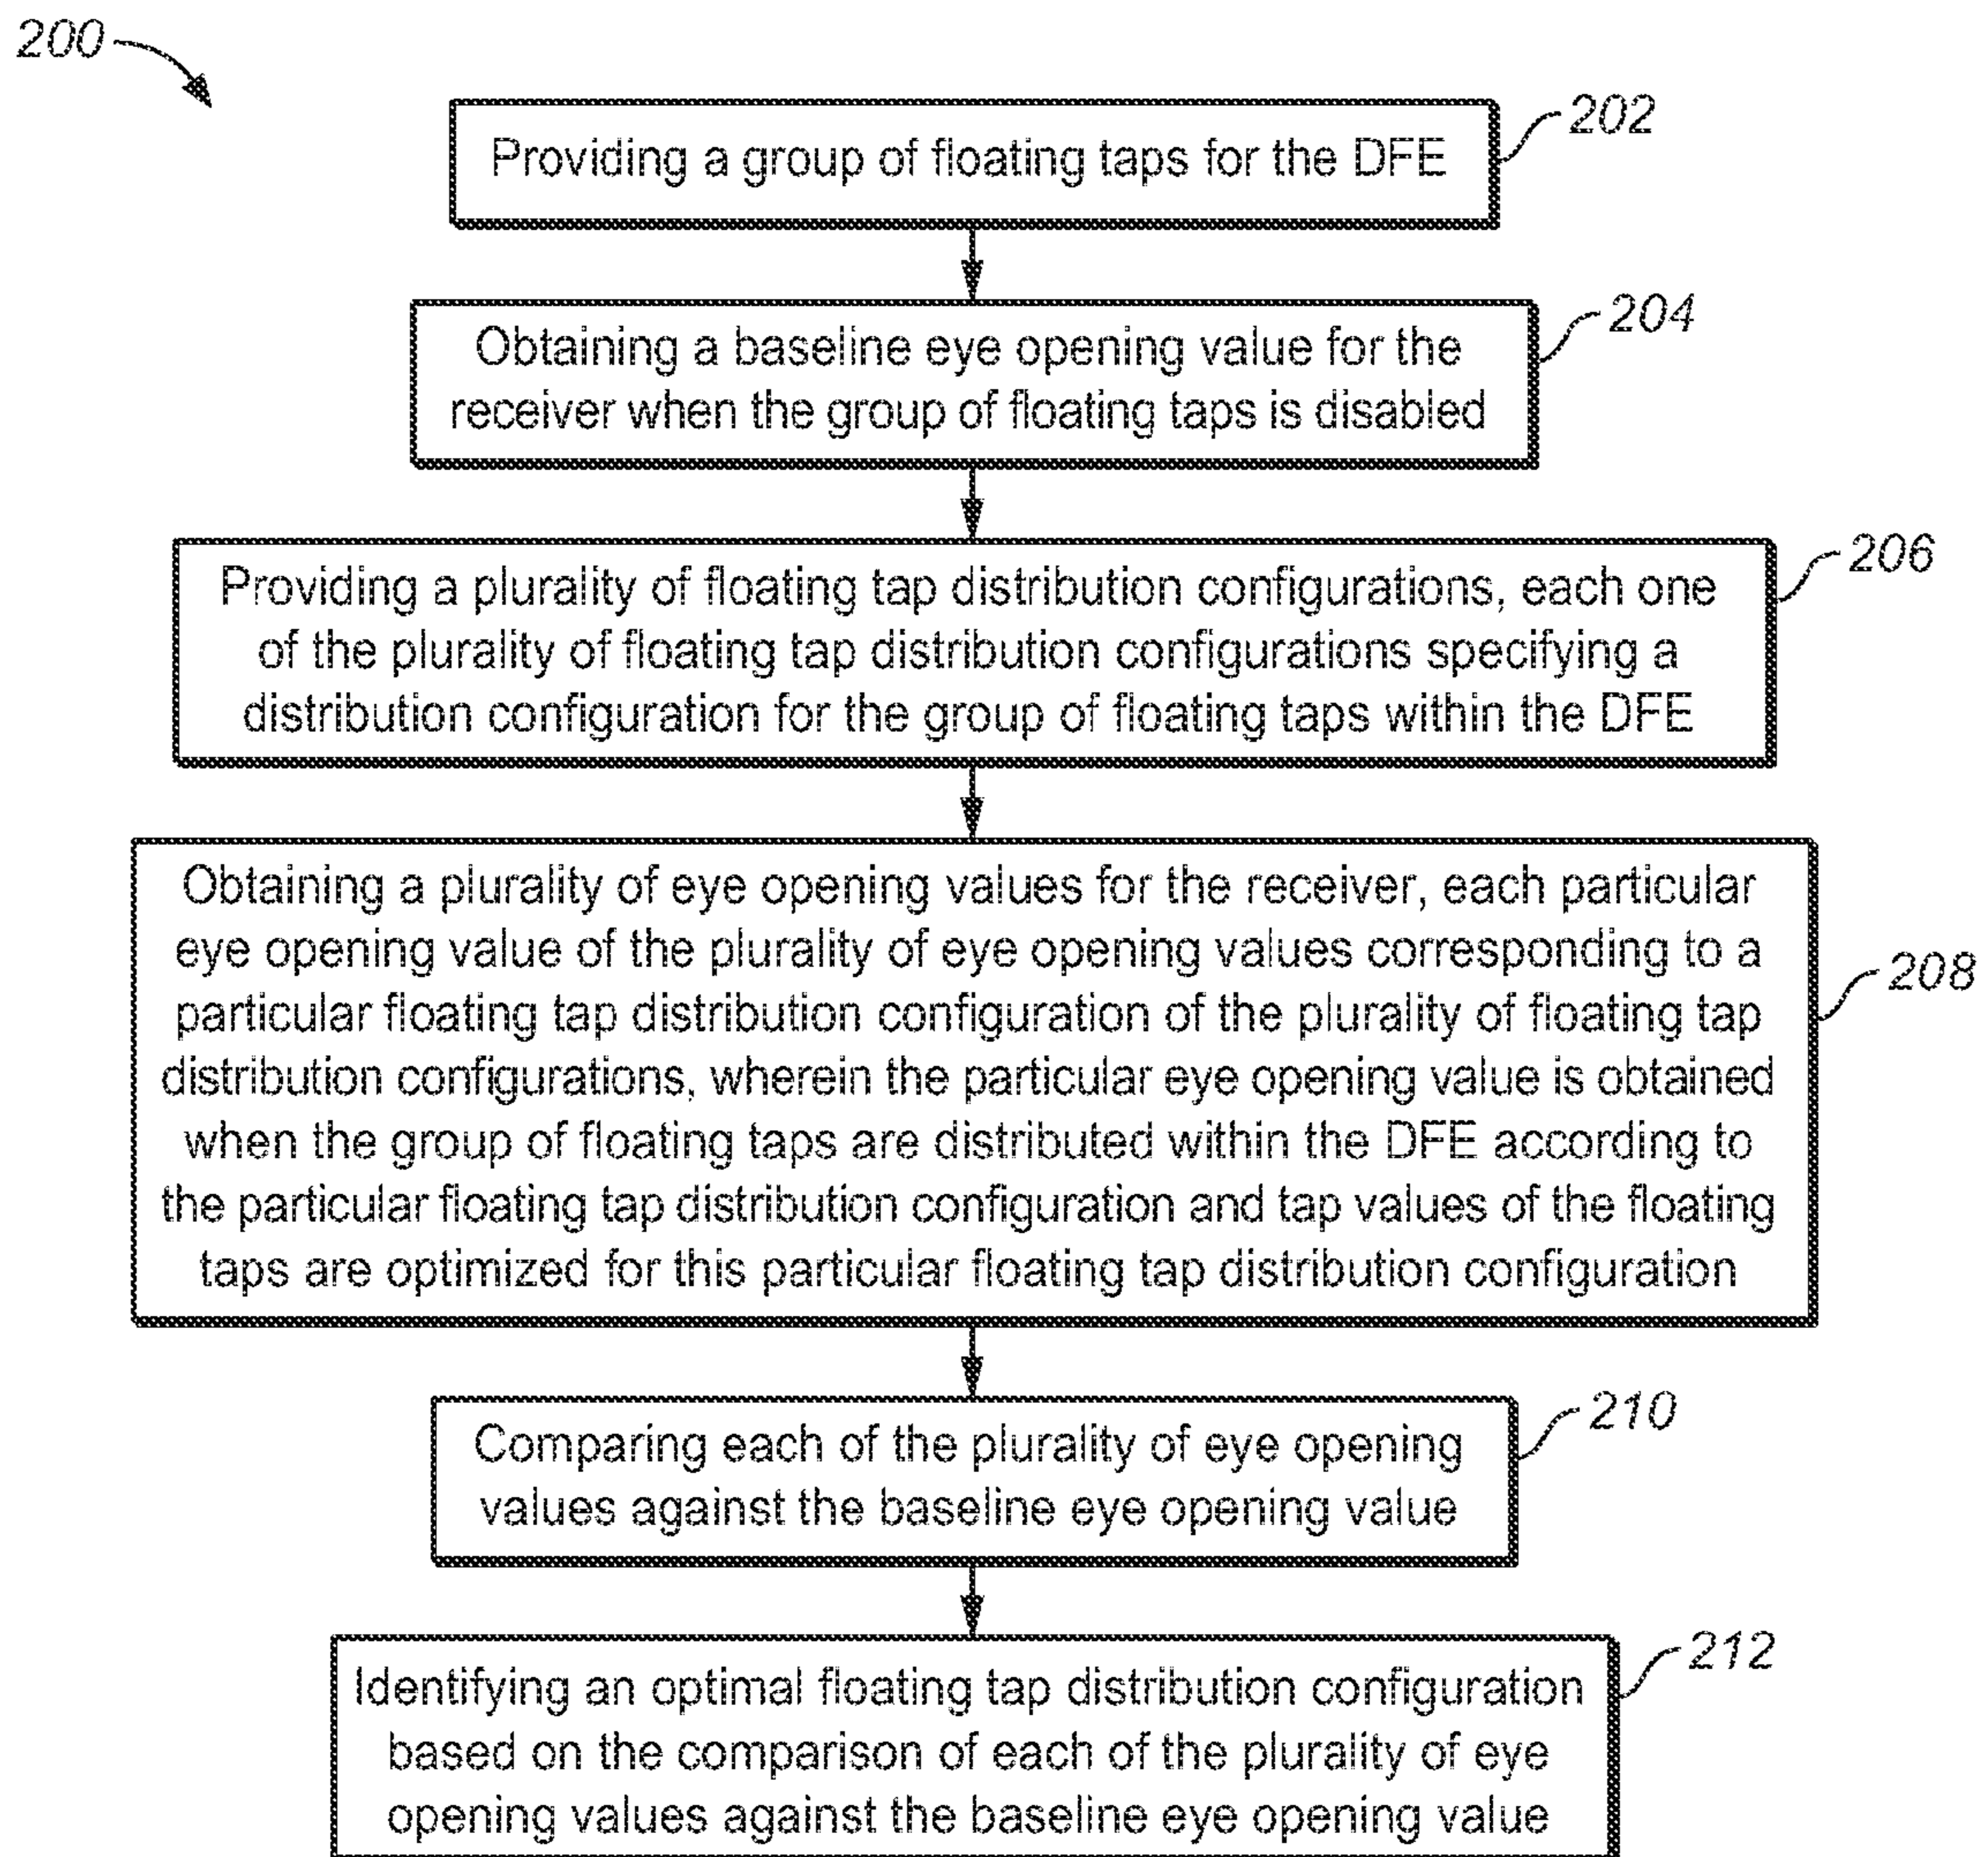 200
Providing a group of floating taps for the DFE
202
Obtaining a baseline eye opening value for the
receiver when the group of floating taps is disabled
204
Providing a plurality of floating tap distribution configurations, each one
of the plurality of floating tap distribution configurations specifying a
distribution configuration for the group of floating taps within the DFE
206
Obtaining a plurality of eye opening values for the receiver, each particular
eye opening value of the plurality of eye opening values corresponding to a
particular floating tap distribution configuration of the plurality of floating tap
distribution configurations, wherein the particular eye opening value is obtained
when the group of floating taps are distributed within the DFE according to
the particular floating tap distribution configuration and tap values of the floating
taps are optimized for this particular floating tap distribution configuration
208
Comparing each of the plurality of eye opening
values against the baseline eye opening value
210
Identifying an optimal floating tap distribution configuration
based on the comparison of each of the plurality of eye
opening values against the baseline eye opening value
212